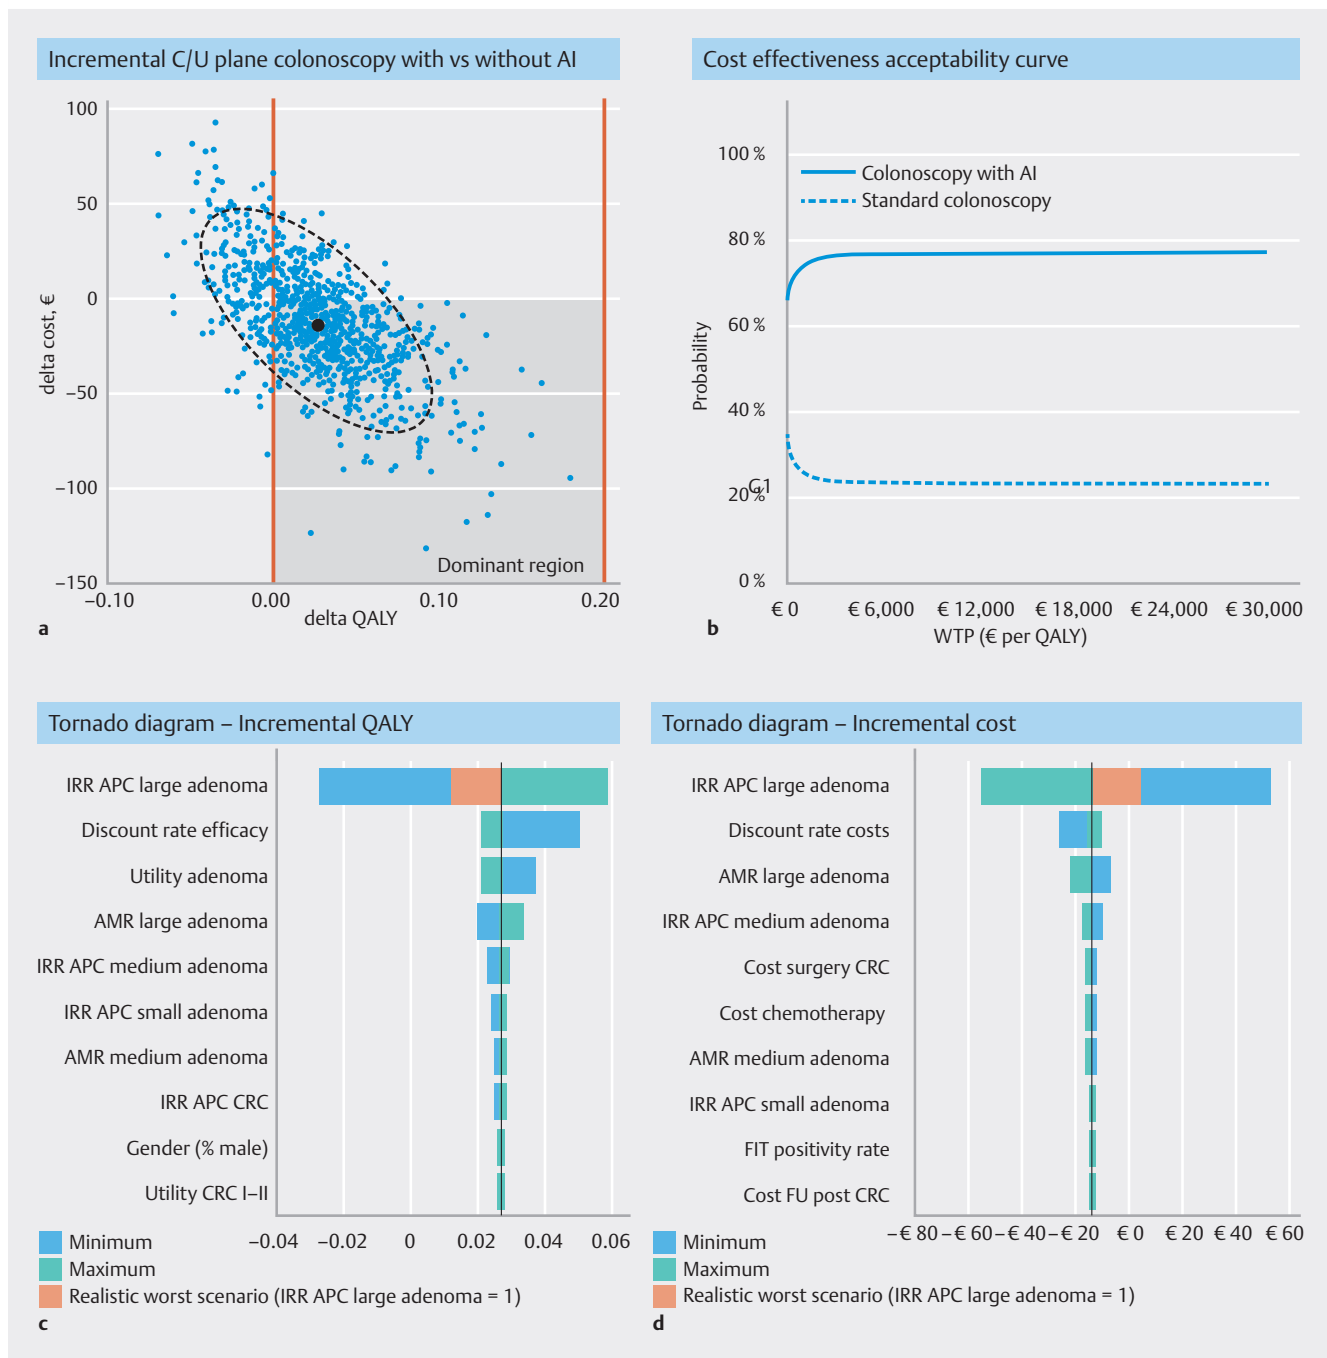 Incremental C/U plane colonoscopy with vs without AI
100
50
0
−50
−100
−150
delta cost, €
Dominant region
−0.10
0.00
0.10
0.20
delta QALY
a
Cost effectiveness acceptability curve
100 %
80 %
60 %
40 %
G1
20 %
0 %
Probability
Colonoscopy with AI
Standard colonoscopy
€ 0
€ 6,000
€ 12,000
€ 18,000
€ 24,000
€ 30,000
WTP (€ per QALY)
b
Tornado diagram – Incremental QALY
IRR APC large adenoma
Discount rate efficacy
Utility adenoma
AMR large adenoma
IRR APC medium adenoma
IRR APC small adenoma
AMR medium adenoma
IRR APC CRC
Gender (% male)
Utility CRC I–II
−0.04
−0.02
0
0.02
0.04
0.06
Minimum
Maximum
Realistic worst scenario (IRR APC large adenoma = 1)
c
Tornado diagram – Incremental cost
IRR APC large adenoma
Discount rate costs
AMR large adenoma
IRR APC medium adenoma
Cost surgery CRC
Cost chemotherapy
AMR medium adenoma
IRR APC small adenoma
FIT positivity rate
Cost FU post CRC
−€ 80
−€ 60
−€ 40
−€ 20
€ 0
€ 20
€ 40
€ 60
Minimum
Maximum
Realistic worst scenario (IRR APC large adenoma = 1)
d